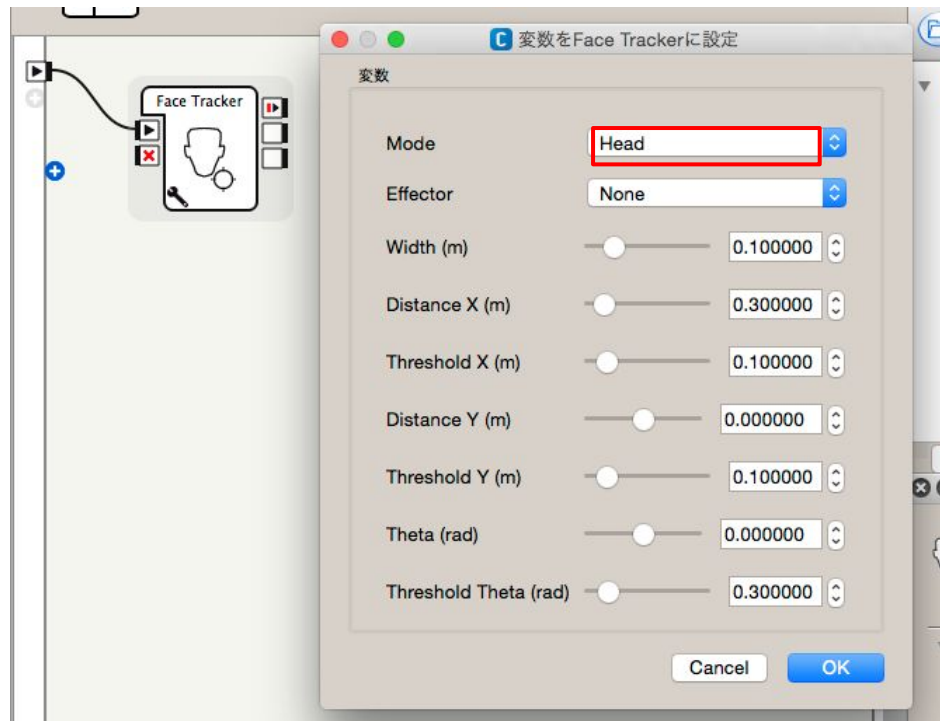 変数をFace Trackerに設定
変数
Face Tracker
Mode
Head
Effector
None
Width (m)
0.100000
Distance X (m)
0.300000
Threshold X (m)
0.100000
Distance Y (m)
0.000000
Threshold Y (m)
0.100000
Theta (rad)
0.000000
Threshold Theta (rad)
0.300000
Cancel
OK